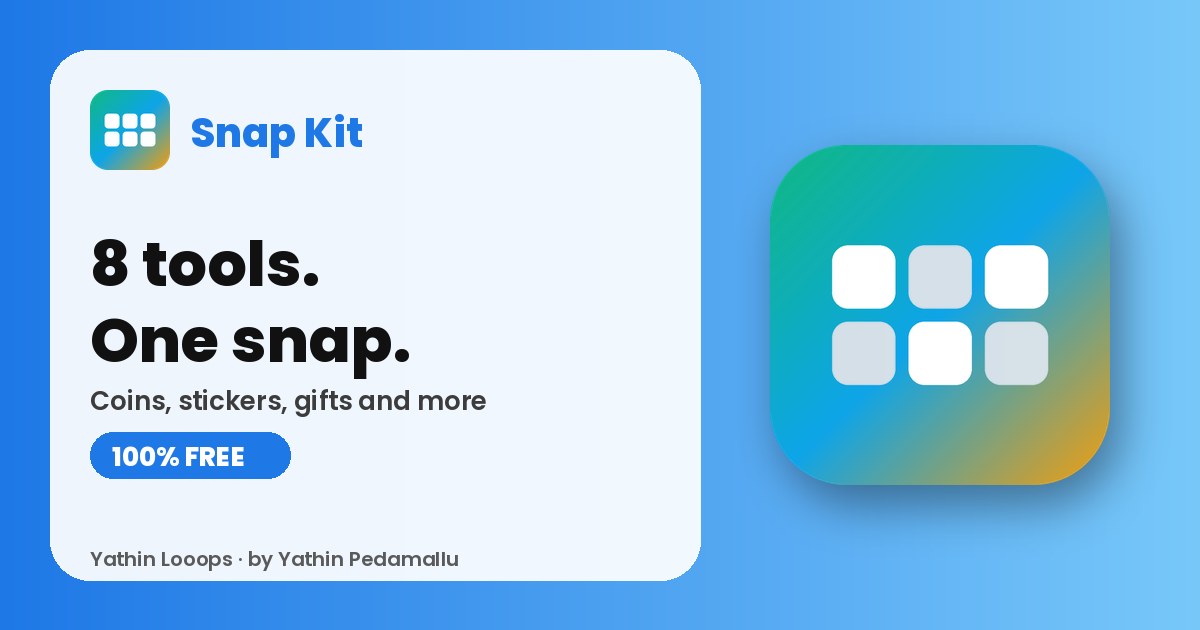 Snap Kit
8 tools.
One snap.
Coins, stickers, gifts and more
100% FREE
Yathin Looops · by Yathin Pedamallu